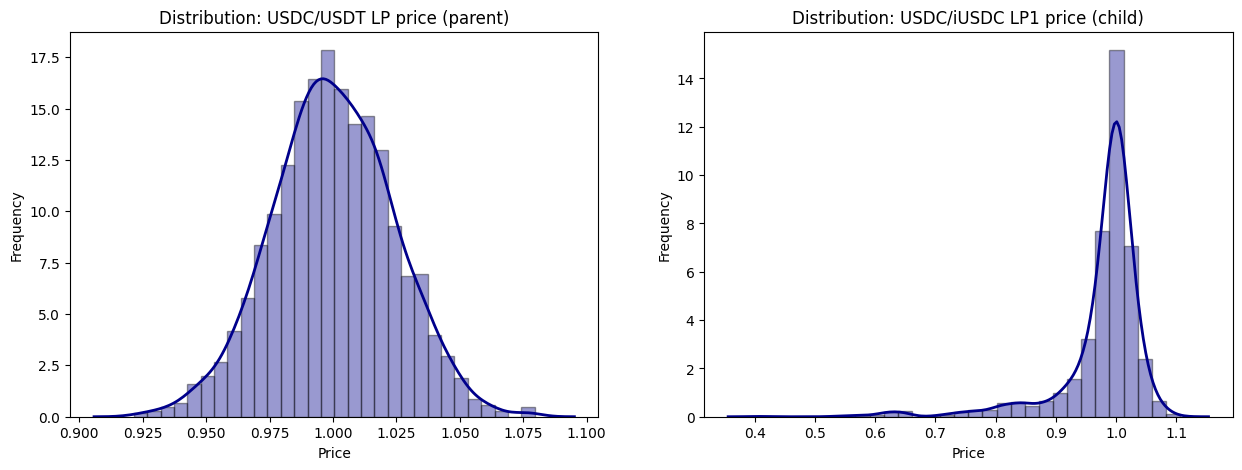 Distribution: USDC/USDT LP price (parent)
Frequency
17.5
15.0
12.5
10.0
7.5
5.0
2.5
0.0
0.900 0.925 0.950 0.975 1.000 1.025 1.050 1.075 1.100
Price
Distribution: USDC/iUSDC LP1 price (child)
Frequency
14
12
10
8
6
4
2
0
0.4 0.5 0.6 0.7 0.8 0.9 1.0 1.1
Price